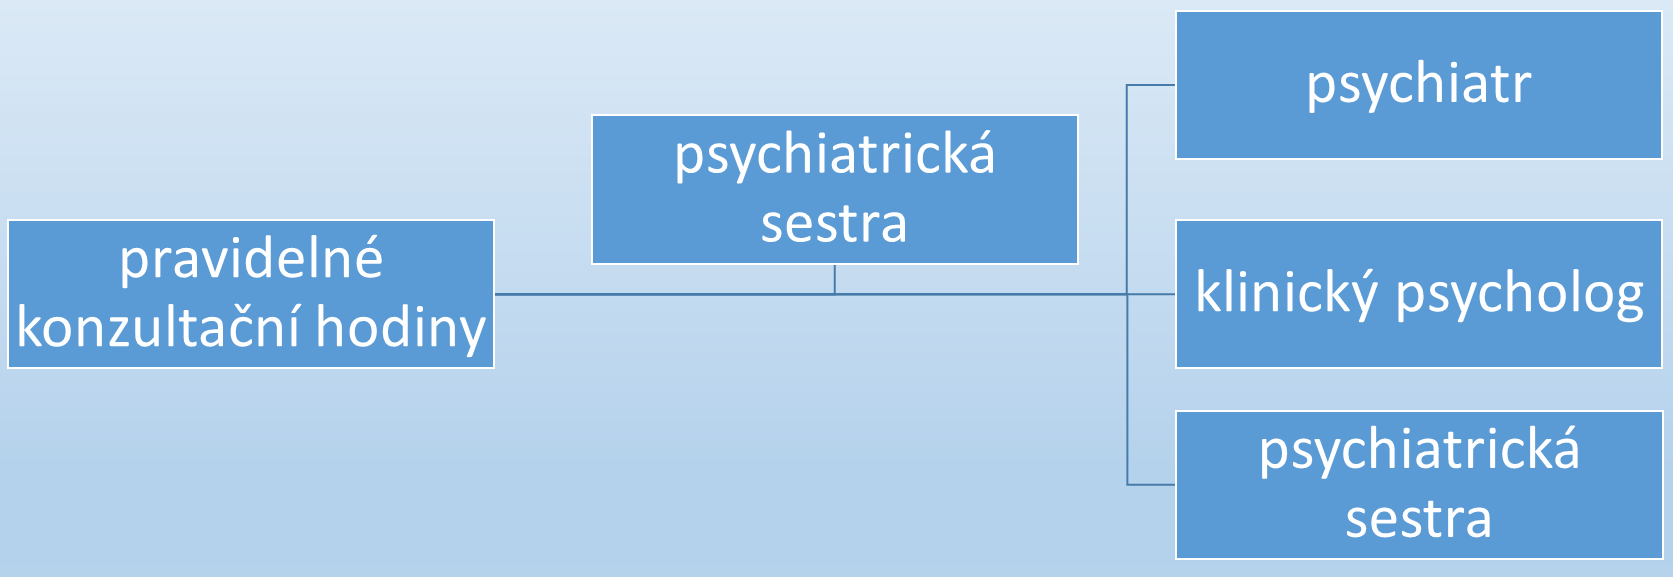 pravidelné
konzultační hodiny
psychiatrická
sestra
psychiatr
klinický psycholog
psychiatrická
sestra